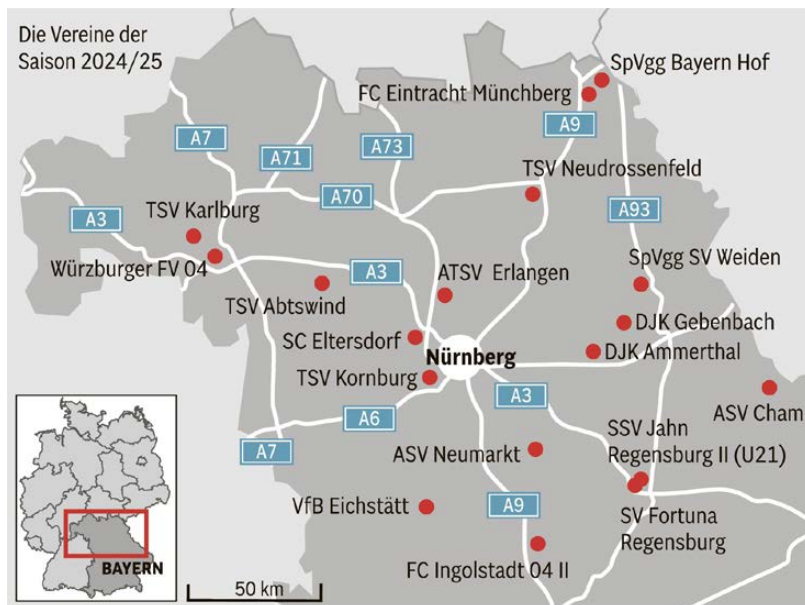 Die Vereine der
Saison 2024/25
SpVgg Bayern Hof
FC Eintracht Münchberg
A9
A7
A71
A73
TSV Neudrossenfeld
A70
A93
A3
TSV Karlburg
Würzburger FV 04
A3
ATSV Erlangen
SpVgg SV Weiden
TSV Abtswind
SC Eltersdorf
DJK Gebenbach
Nürnberg
DJK Ammerthal
TSV Kornburg
A3
A6
ASV Cham
A7
ASV Neumarkt
SSV Jahn
Regensburg II (U21)
VfB Eichstätt
A9
SV Fortuna
Regensburg
FC Ingolstadt 04 II
BAYERN
50 km